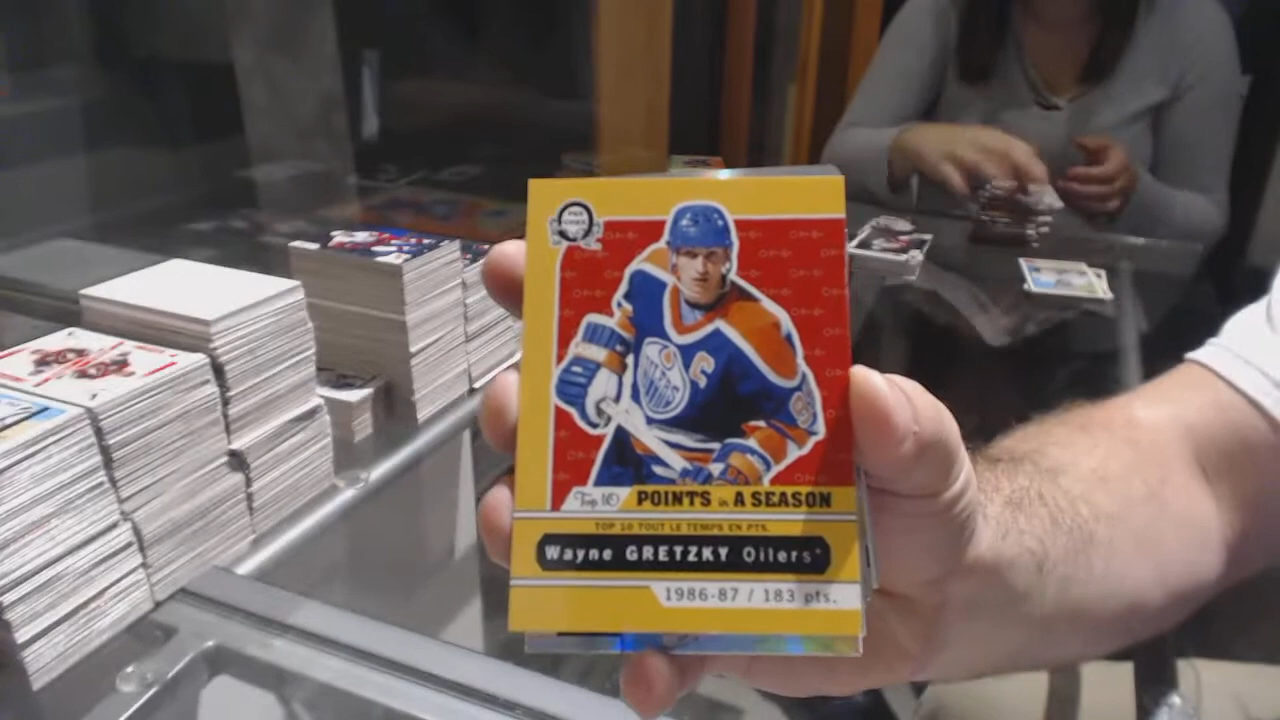 OILERS
C
Top 10 POINTS in A SEASON
TOP 10 TOUT LE TEMPS EN PTS.
Wayne GRETZKY Oilers*
1986-87 / 183 pts.